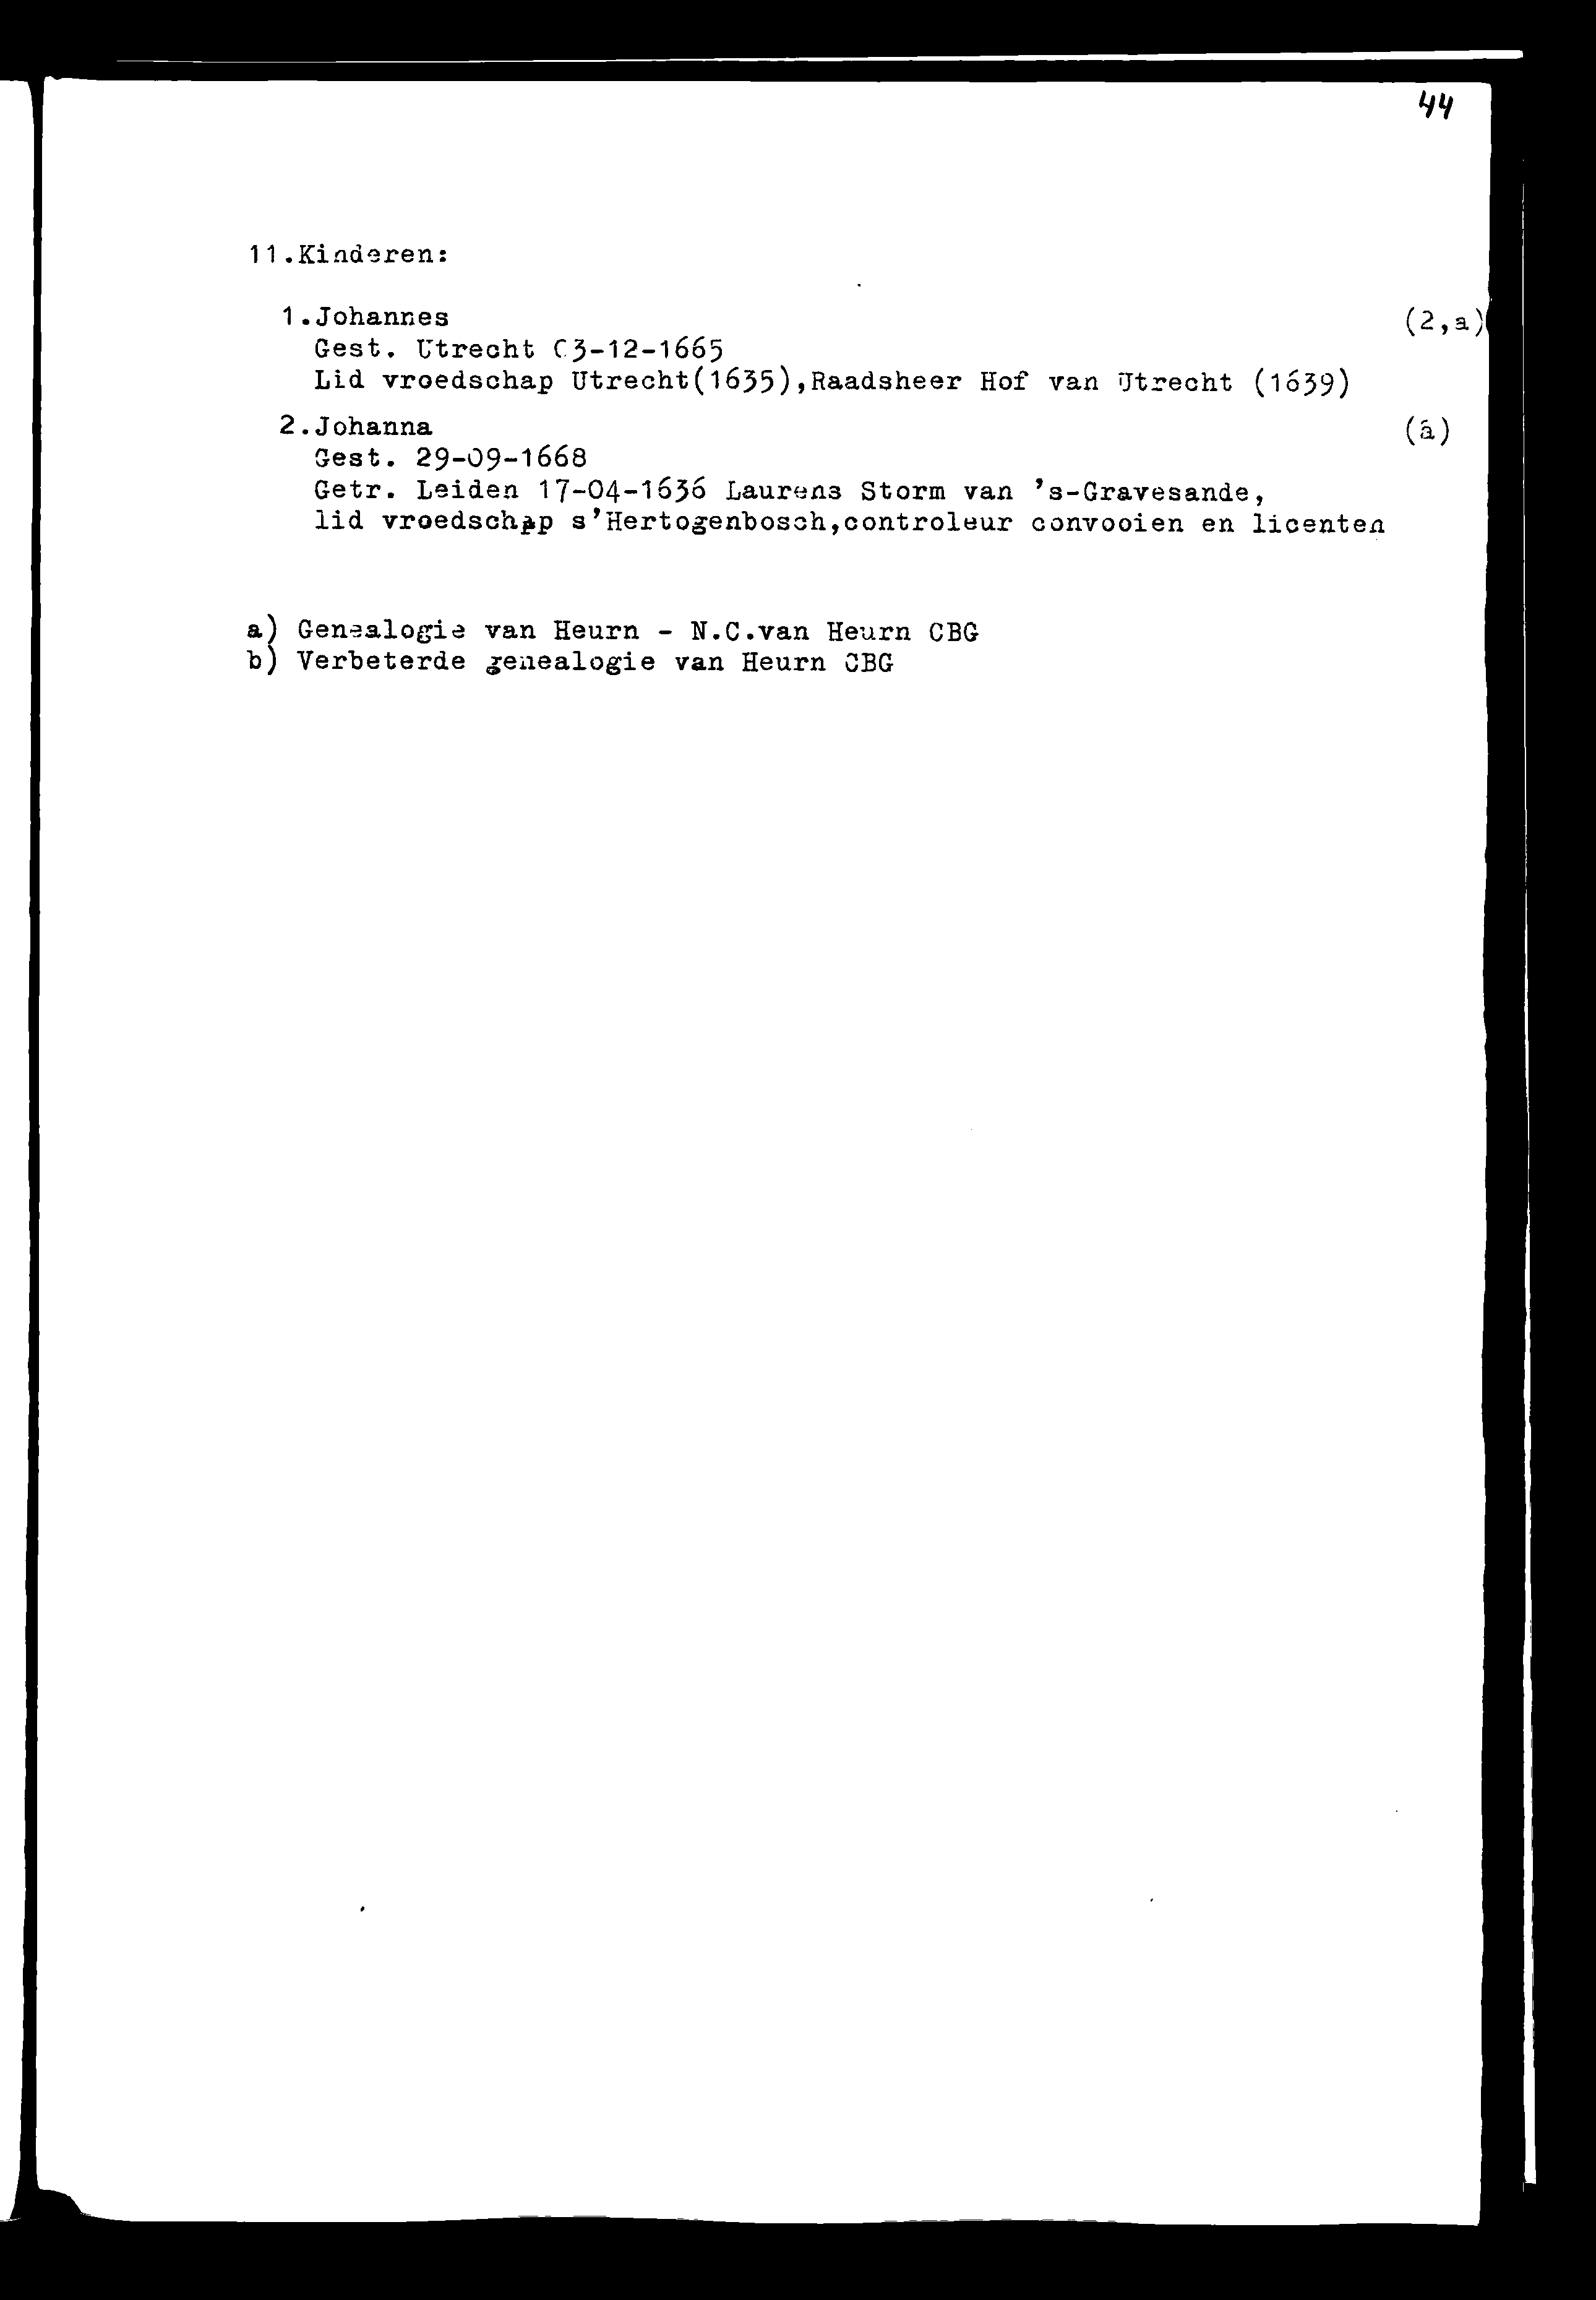 44
11.Kinderen:
1.Johannes (2,a)
Gest. Utrecht 03-12-1665
Lid vroedschap Utrecht(1635),Raadsheer Hof van Utrecht (1639)
2.Johanna (a)
Gest. 29-09-1668
Getr. Leiden 17-04-1636 Laurens Storm van 's-Gravesande,
lid vroedschap s'Hertogenbosch,controleur convooien en licenten
a) Genealogie van Heurn - N.C.van Heurn CBG
b) Verbeterde genealogie van Heurn CBG